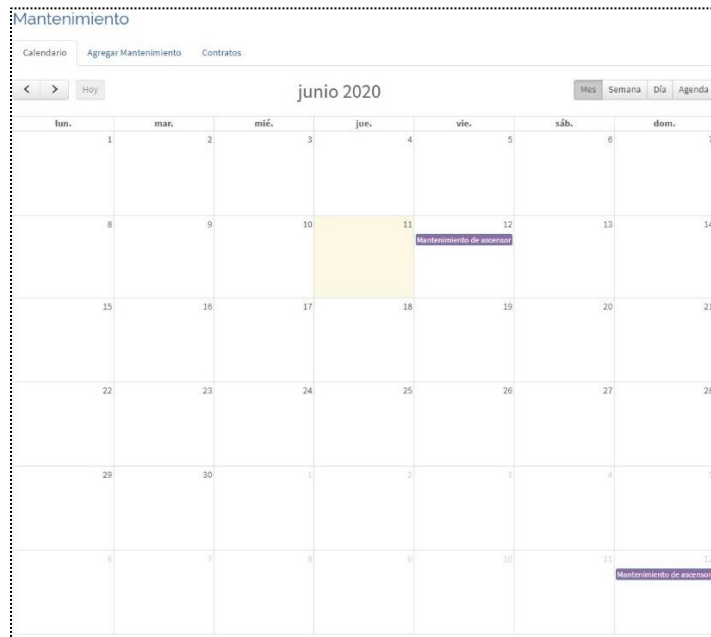 Mantenimiento
Calendario Agregar Mantenimiento Contratos
< > Hoy junio 2020 Mes Semana Día Agenda
lun. mar. mié. jue. vie. sáb. dom.
1 2 3 4 5 6 7
8 9 10 11 12 13 14
Mantenimiento de ascensor
15 16 17 18 19 20 21
22 23 24 25 26 27 28
29 30 1 2 3 4 5
6 7 8 9 10 11 12
Mantenimiento de ascensor